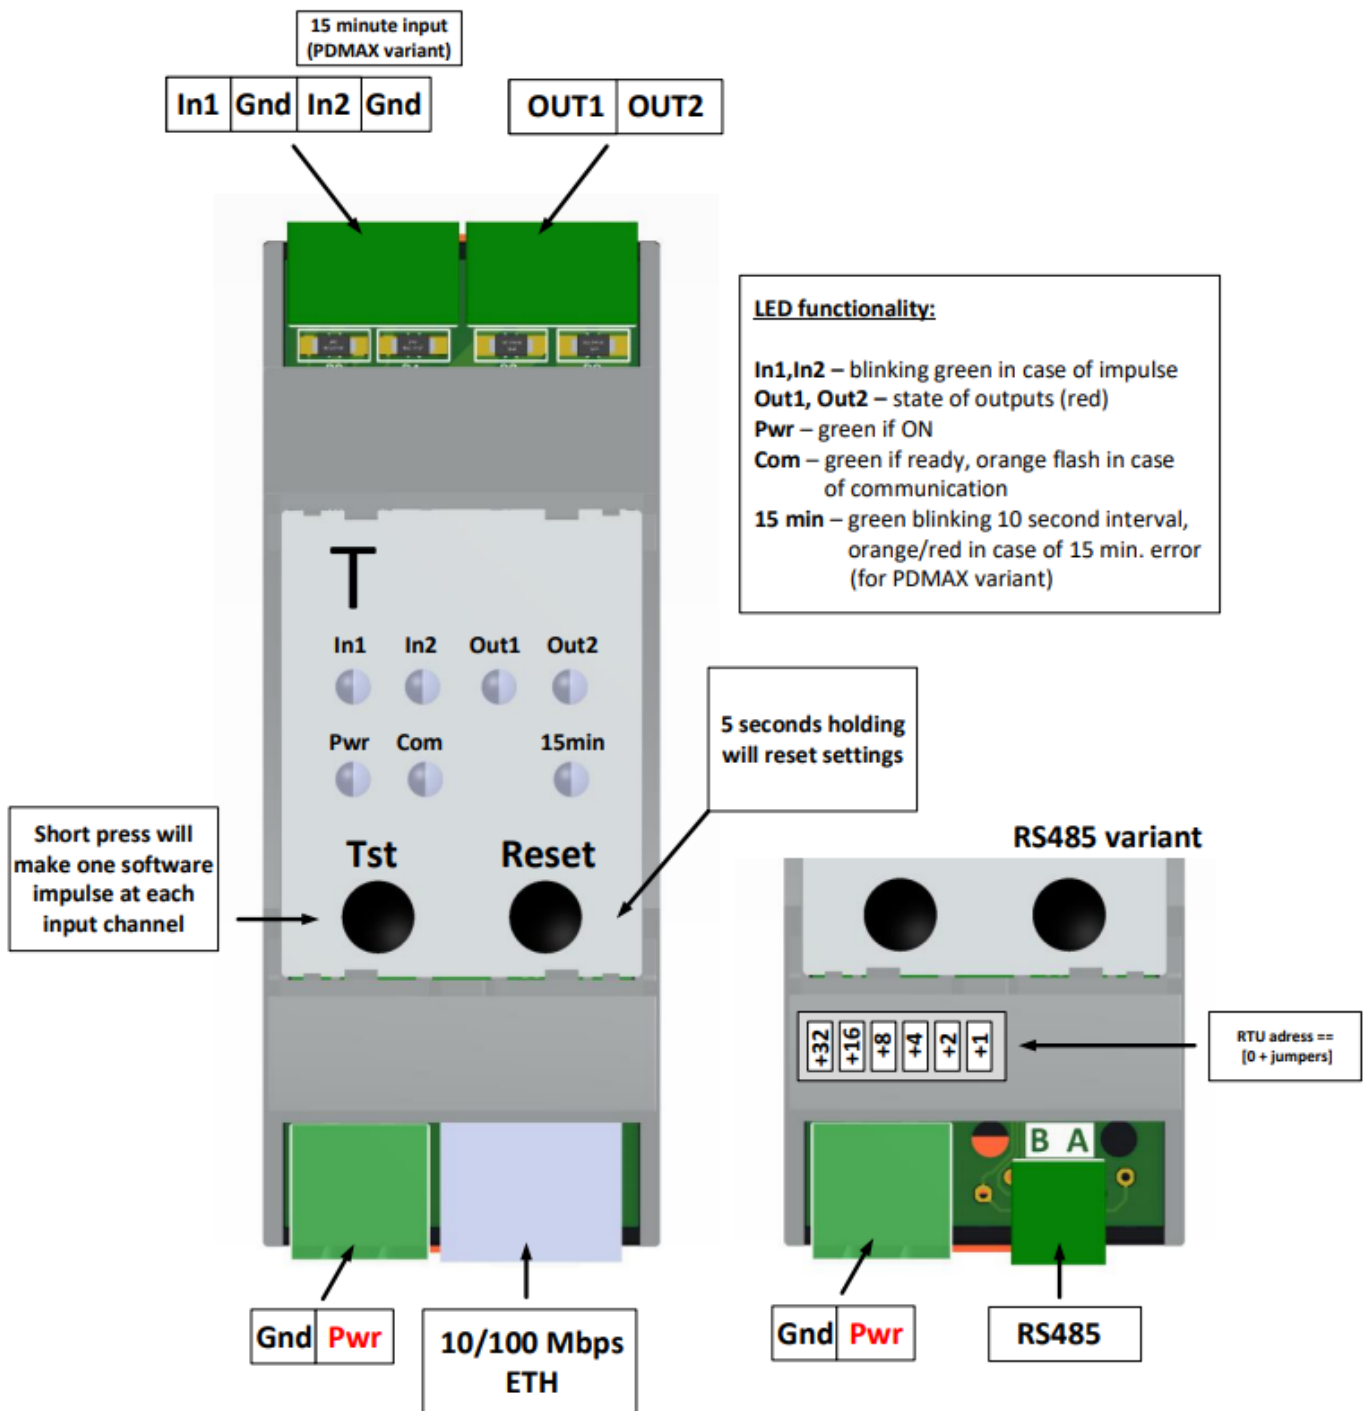 15 minute input
(PDMAX variant)
In1 Gnd In2 Gnd
OUT1 OUT2
LED functionality:
In1,In2 – blinking green in case of impulse
Out1, Out2 – state of outputs (red)
Pwr – green if ON
Com – green if ready, orange flash in case
of communication
15 min – green blinking 10 second interval,
orange/red in case of 15 min. error
(for PDMAX variant)
T
In1 In2 Out1 Out2
Pwr Com 15min
5 seconds holding
will reset settings
Short press will
make one software
impulse at each
input channel
Tst Reset
RS485 variant
+32 +16 +8 +4 +2 +1
RTU adress ==
[0 + jumpers]
B A
Gnd Pwr
10/100 Mbps
ETH
Gnd Pwr
RS485